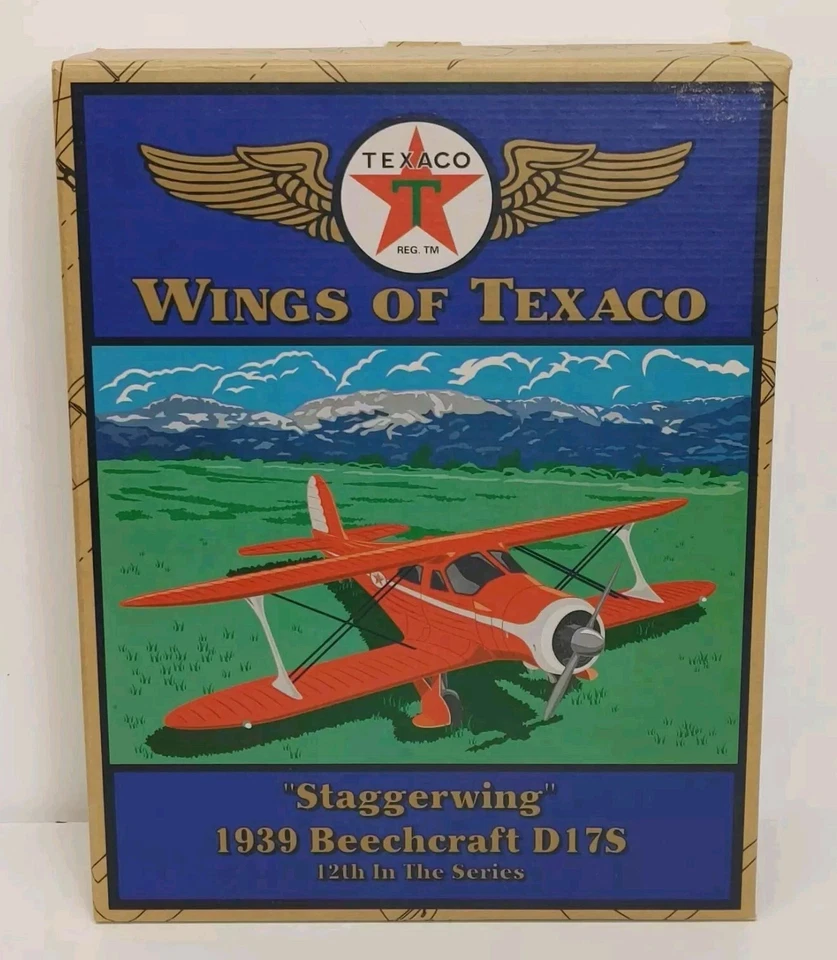 TEXACO
T
REG. TM
WINGS OF TEXACO
"Staggerwing"
1939 Beechcraft D17S
12th In The Series